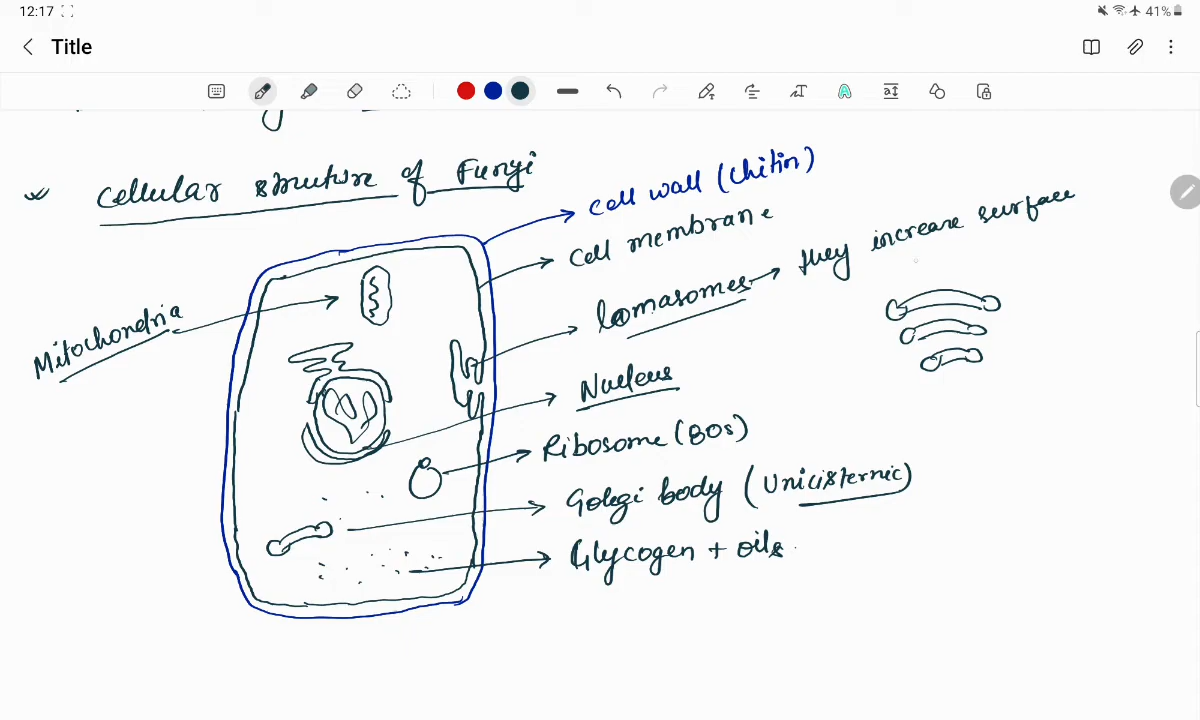 12:17
41%
Title
Cellular structure of Fungi
Cell wall (Chitin)
Cell membrane
lomasomes → they increase surface
Mitochondria
Nucleus
Ribosome (80s)
Golgi body (Unicisternic)
Glycogen + oils